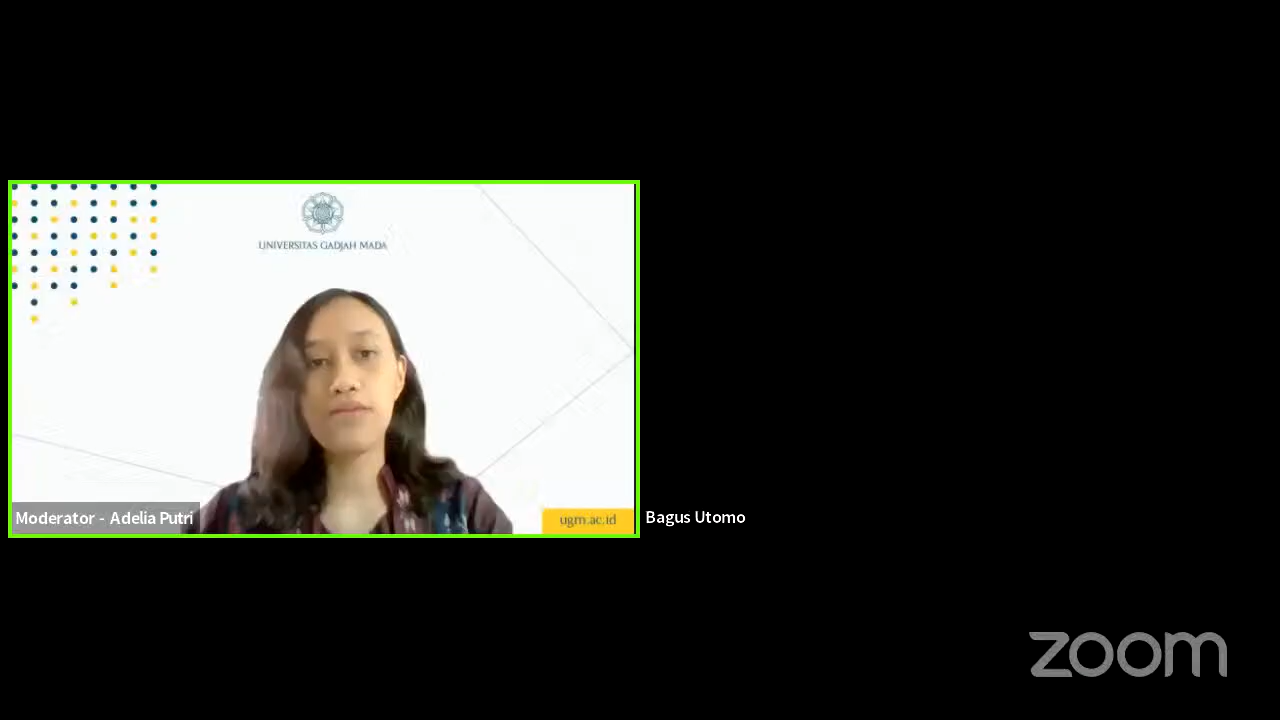 UNIVERSITAS GADJAH MADA
Moderator - Adelia Putri
ugm.ac.id
Bagus Utomo
zoom